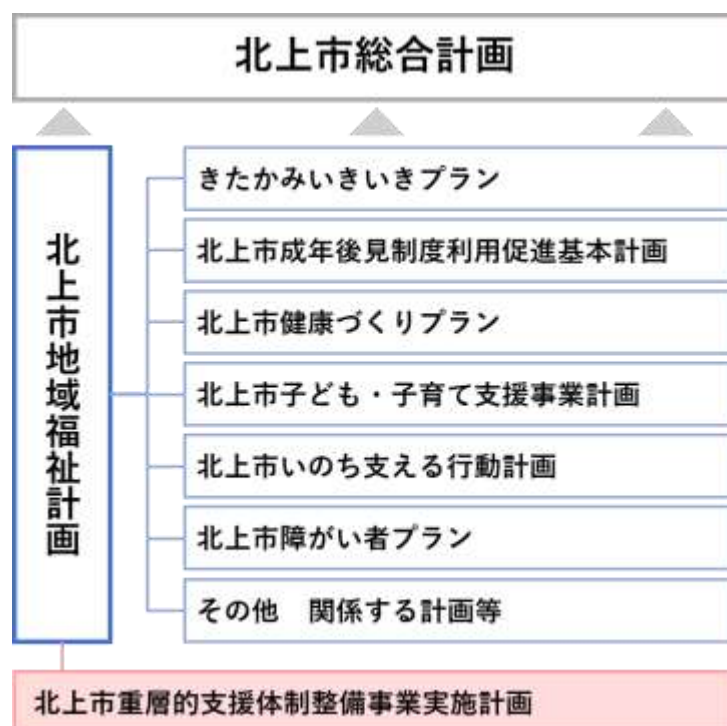 北上市総合計画
北上市地域福祉計画
きたかみいきいきプラン
北上市成年後見制度利用促進基本計画
北上市健康づくりプラン
北上市子ども・子育て支援事業計画
北上市いのち支える行動計画
北上市障がい者プラン
その他　関係する計画等
北上市重層的支援体制整備事業実施計画